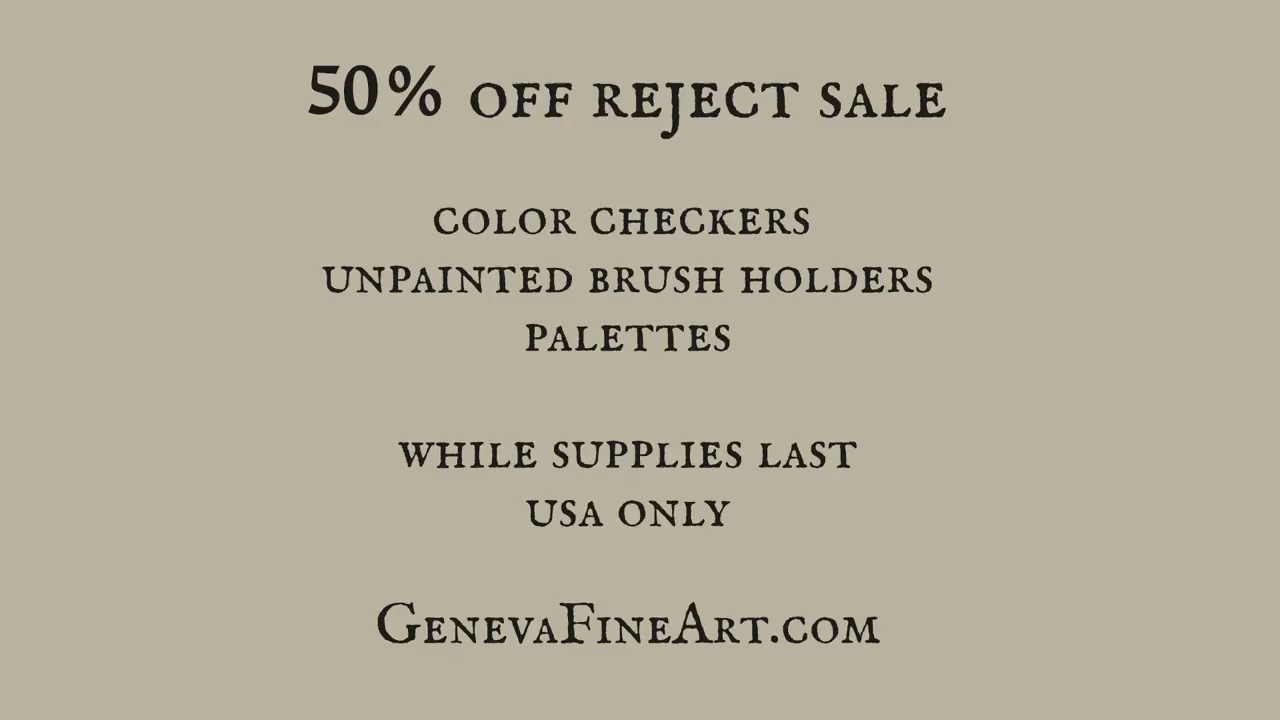 50% OFF REJECT SALE
COLOR CHECKERS
UNPAINTED BRUSH HOLDERS
PALETTES
WHILE SUPPLIES LAST
USA ONLY
GENEVAFINEART.COM